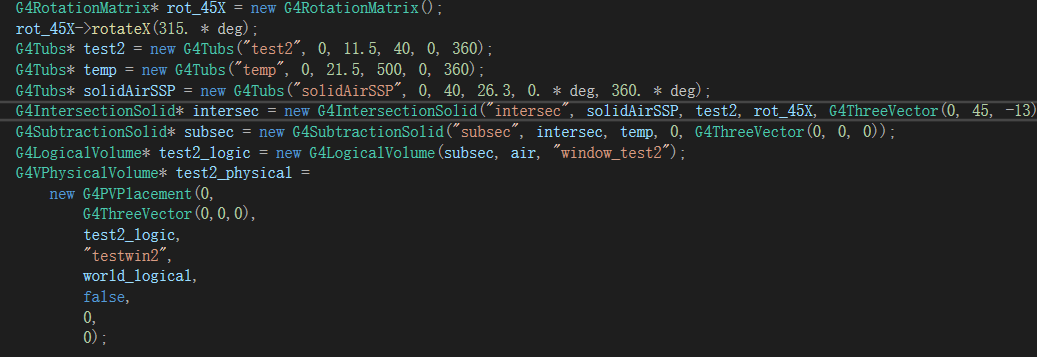 G4RotationMatrix* rot_45X = new G4RotationMatrix();
rot_45X->rotateX(315. * deg);
G4Tubs* test2 = new G4Tubs("test2", 0, 11.5, 40, 0, 360);
G4Tubs* temp = new G4Tubs("temp", 0, 21.5, 500, 0, 360);
G4Tubs* solidAirSSP = new G4Tubs("solidAirSSP", 0, 40, 26.3, 0. * deg, 360. * deg);
G4IntersectionSolid* intersec = new G4IntersectionSolid("intersec", solidAirSSP, test2, rot_45X, G4ThreeVector(0, 45, -13)
G4SubtractionSolid* subsec = new G4SubtractionSolid("subsec", intersec, temp, 0, G4ThreeVector(0, 0, 0));
G4LogicalVolume* test2_logic = new G4LogicalVolume(subsec, air, "window_test2");
G4VPhysicalVolume* test2_physical =
new G4PVPlacement(0,
G4ThreeVector(0,0,0),
test2_logic,
"testwin2",
world_logical,
false,
0,
0);